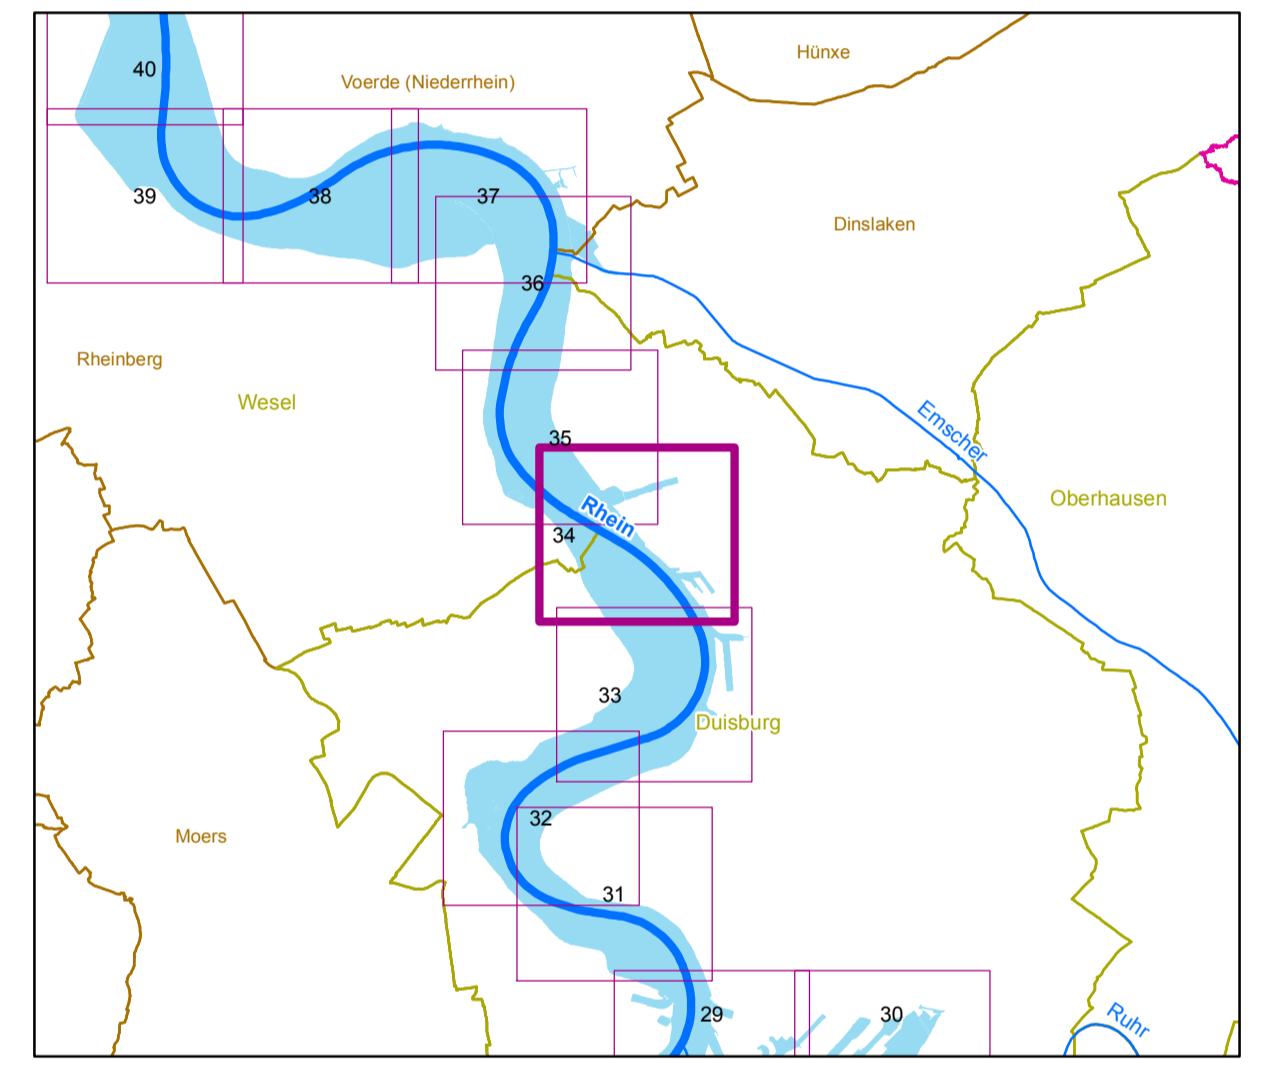 Hünxe
40
Voerde (Niederrhein)
39
38
37
Dinslaken
36
Rheinberg
Wesel
Emscher
35
Oberhausen
Rhein
34
33
Duisburg
32
Moers
31
29
30
Ruhr